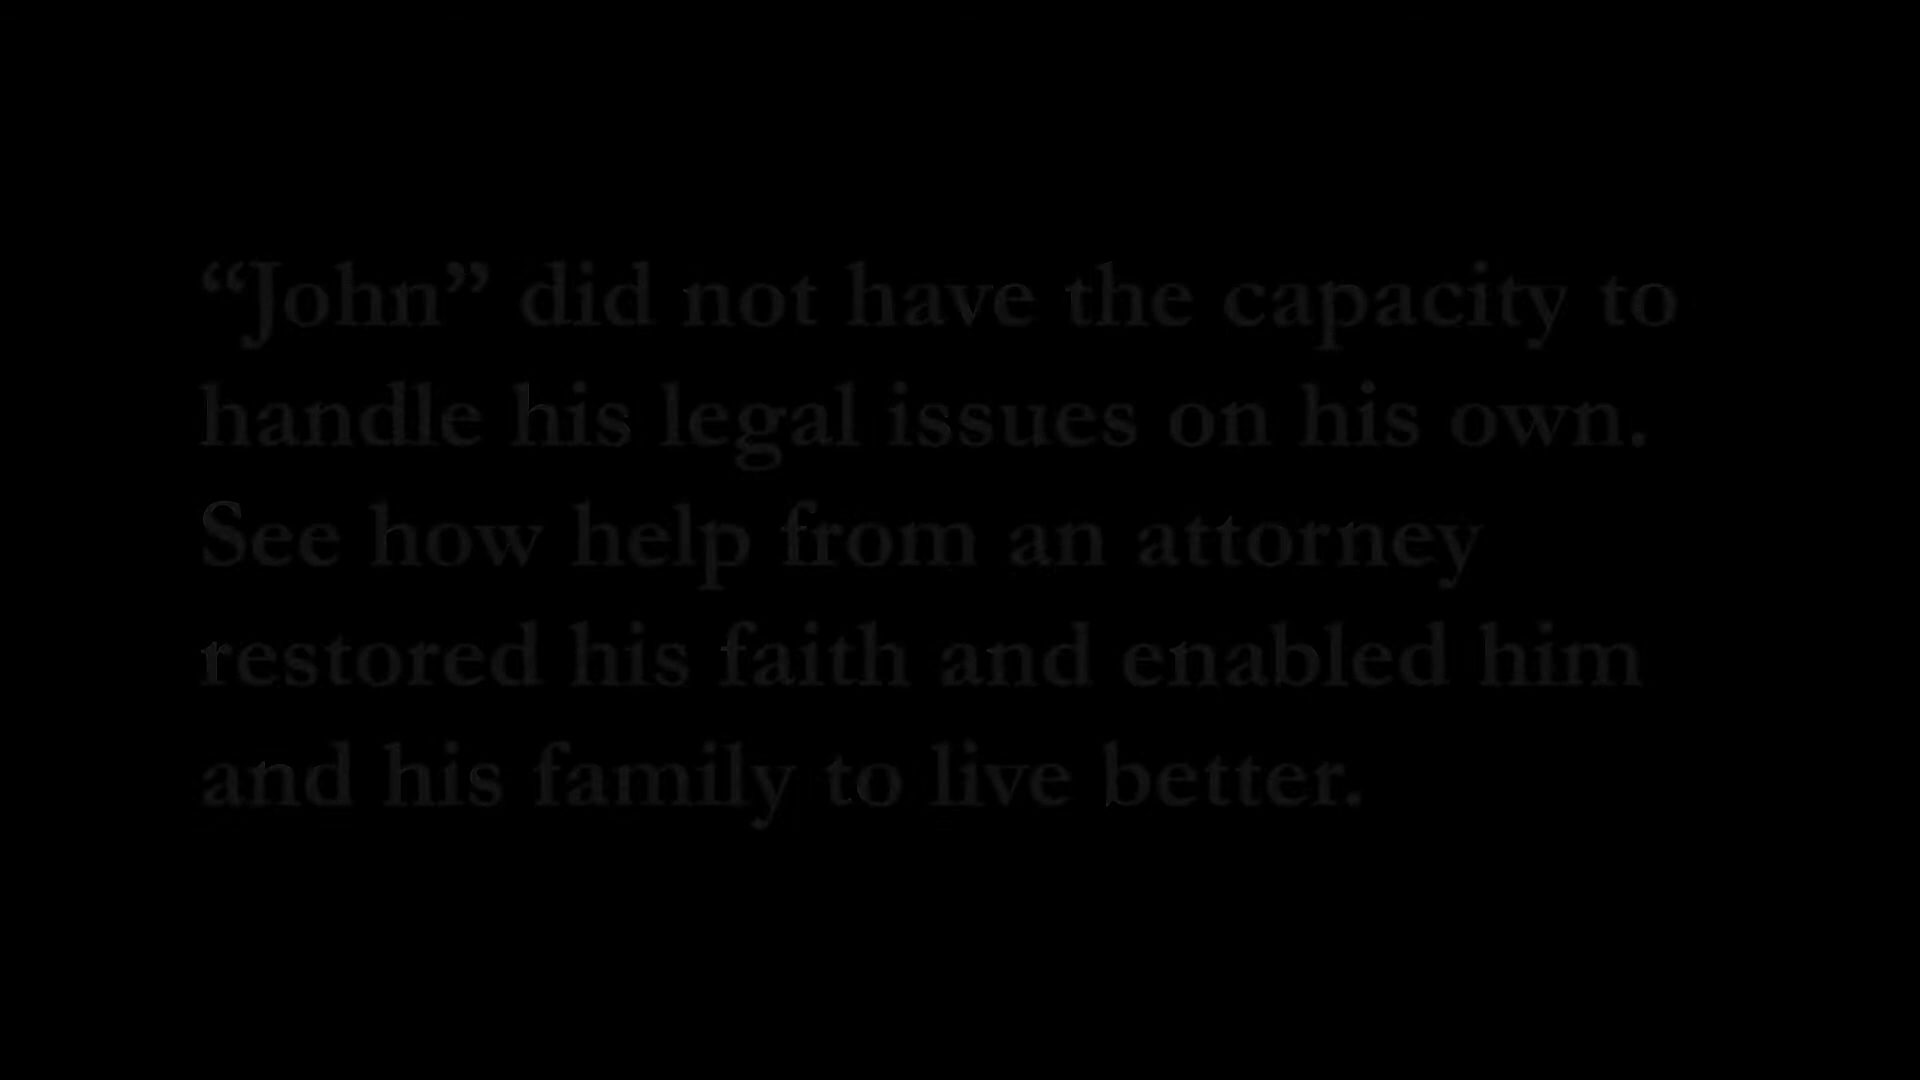 “John” did not have the capacity to
handle his legal issues on his own.
See how help from an attorney
restored his faith and enabled him
and his family to live better.